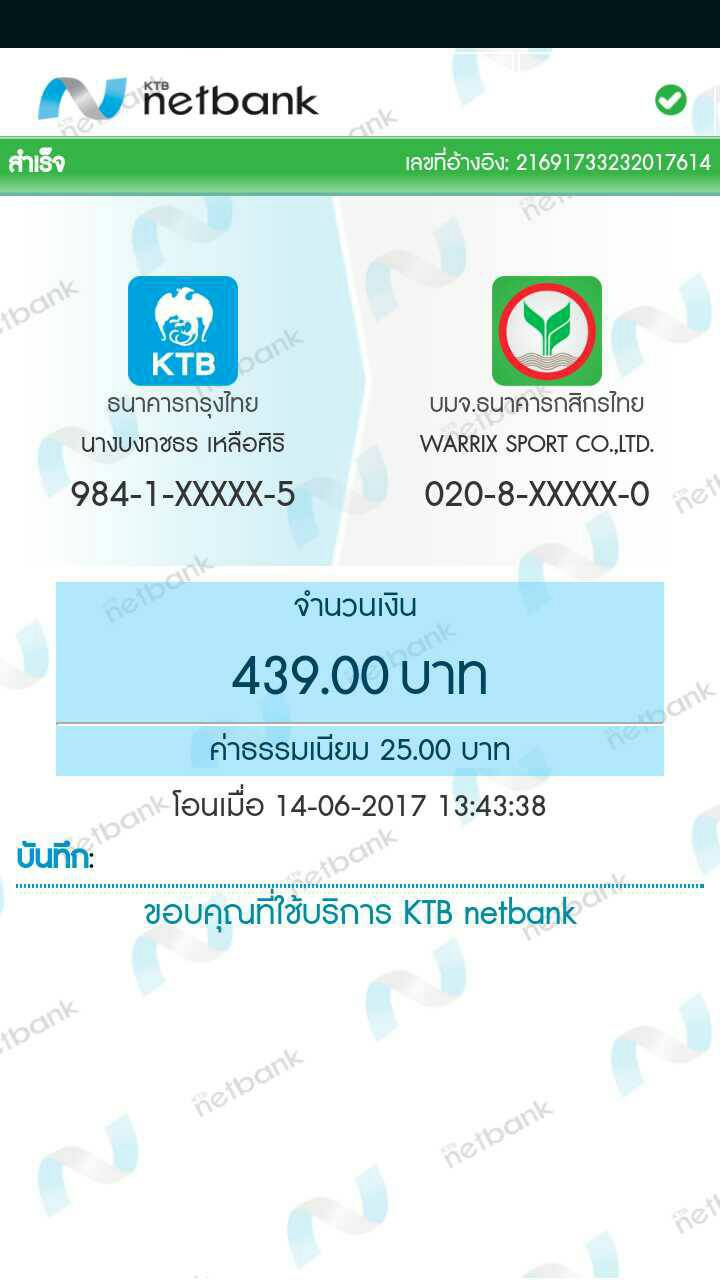 KTB
netbank
สำเร็จ
เลขที่อ้างอิง: 21691733232017614
KTB
ธนาคารกรุงไทย
นางบงกชธร เหลือศิริ
984-1-XXXXX-5
บมจ.ธนาคารกสิกรไทย
WARRIX SPORT CO.,LTD.
020-8-XXXXX-0
จำนวนเงิน
439.00 บาท
ค่าธรรมเนียม 25.00 บาท
โอนเมื่อ 14-06-2017 13:43:38
บันทึก:
ขอบคุณที่ใช้บริการ KTB netbank